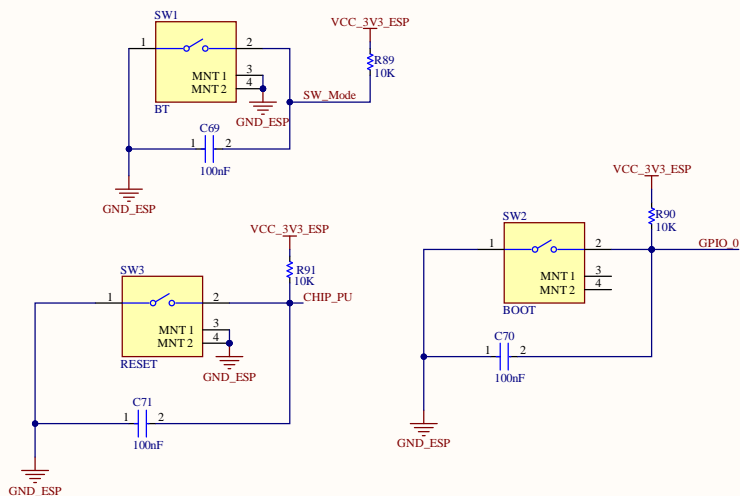 SW1
VCC_3V3_ESP
1
2
R89
10K
MNT 1
3
MNT 2
4
SW_Mode
BT
GND_ESP
C69
1
2
100nF
GND_ESP
VCC_3V3_ESP
SW2
R90
10K
1
2
GPIO_0
MNT 1
3
MNT 2
4
BOOT
C70
1
2
100nF
GND_ESP
VCC_3V3_ESP
SW3
R91
10K
1
2
CHIP_PU
MNT 1
3
MNT 2
4
RESET
GND_ESP
C71
1
2
100nF
GND_ESP